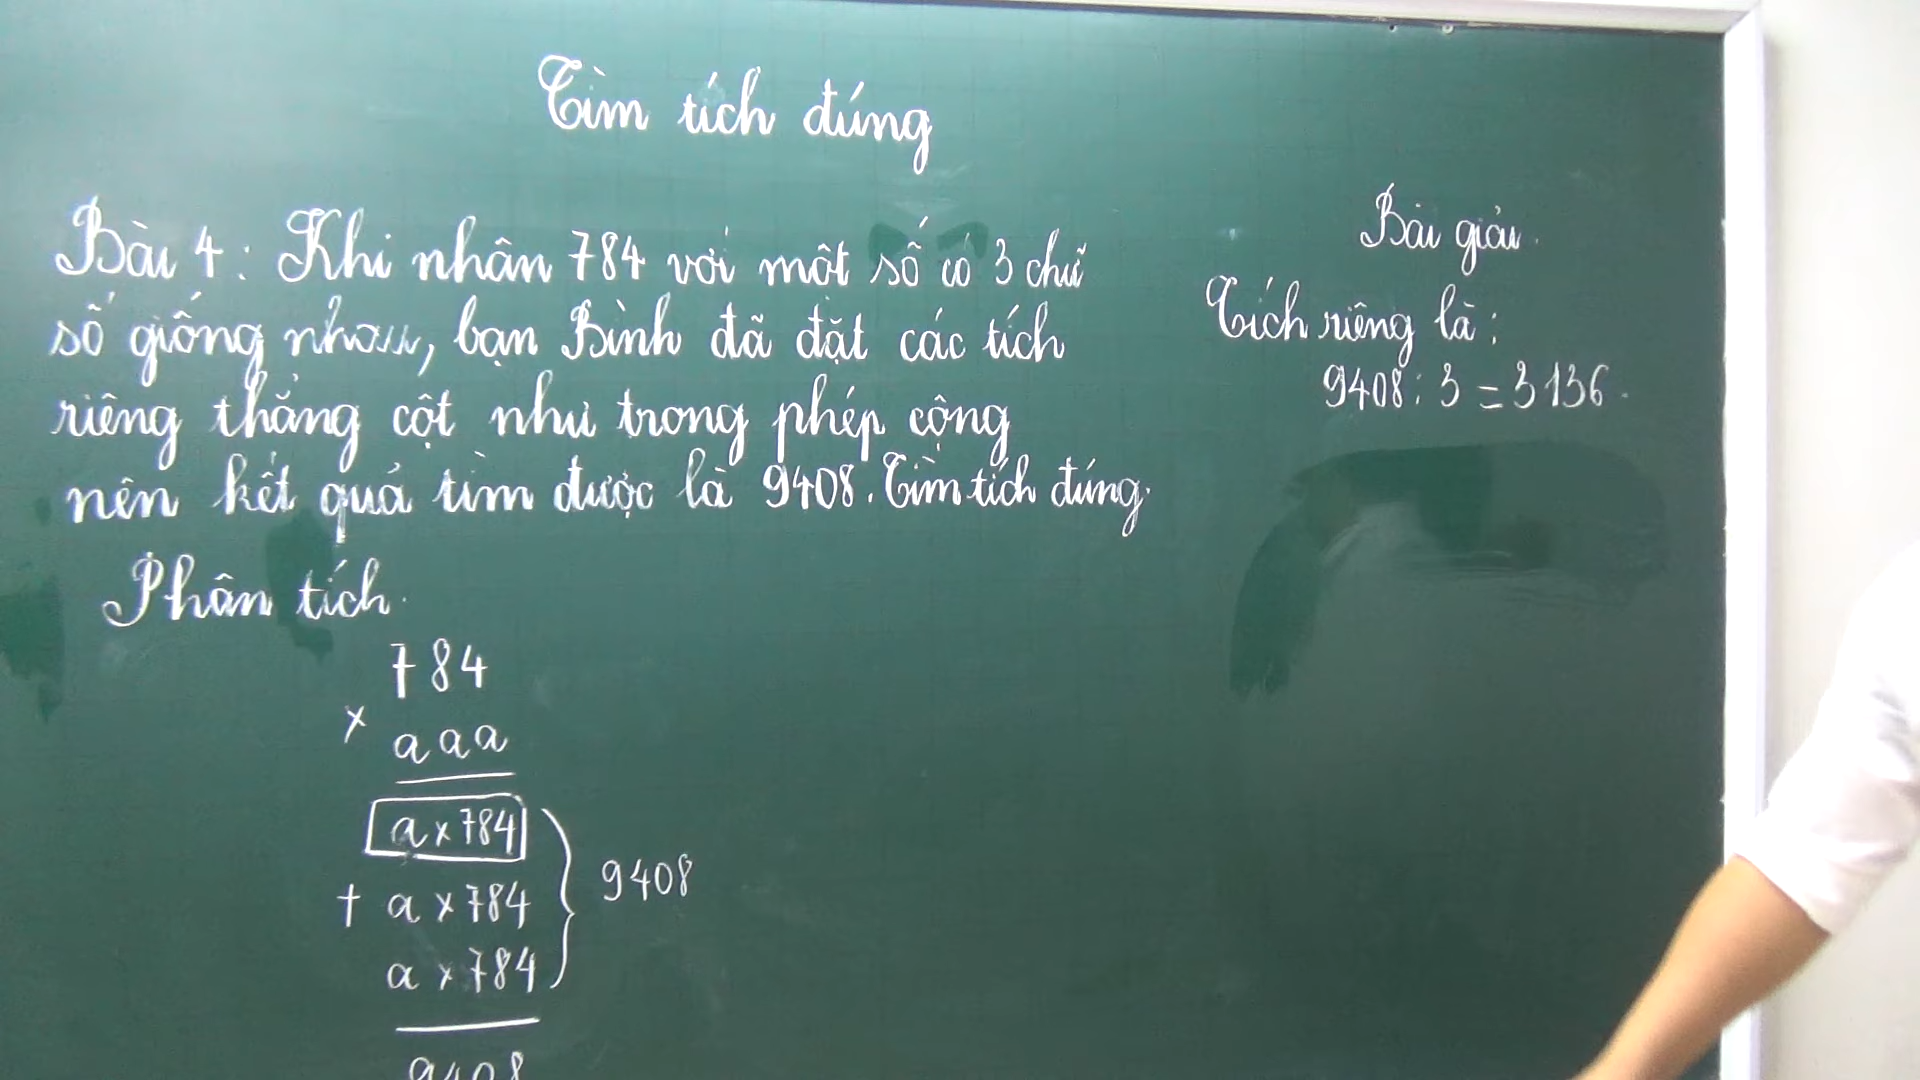 Tìm tích đúng
Bài 4: Khi nhân 784 với một số có 3 chữ
số giống nhau, bạn Bình đã đặt các tích
riêng thẳng cột như trong phép cộng
nên kết quả tìm được là 9408. Tìm tích đúng.
Phân tích.
784
x
aaa
a x 784
+ a x 784
a x 784
9408
9408
Bài giải.
Tích riêng là:
9408 : 3 = 3136.